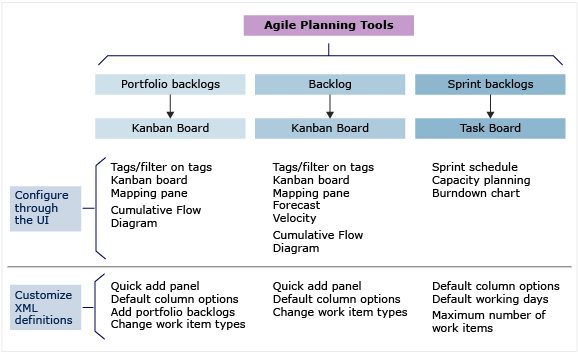 Agile Planning Tools
Portfolio backlogs
Backlog
Sprint backlogs
Kanban Board
Kanban Board
Task Board
Configure
through
the UI
Tags/filter on tags
Kanban board
Mapping pane
Cumulative Flow
Diagram
Tags/filter on tags
Kanban board
Mapping pane
Forecast
Velocity
Cumulative Flow
Diagram
Sprint schedule
Capacity planning
Burndown chart
Customize
XML
definitions
Quick add panel
Default column options
Add portfolio backlogs
Change work item types
Quick add panel
Default column options
Change work item types
Default column options
Default working days
Maximum number of
work items